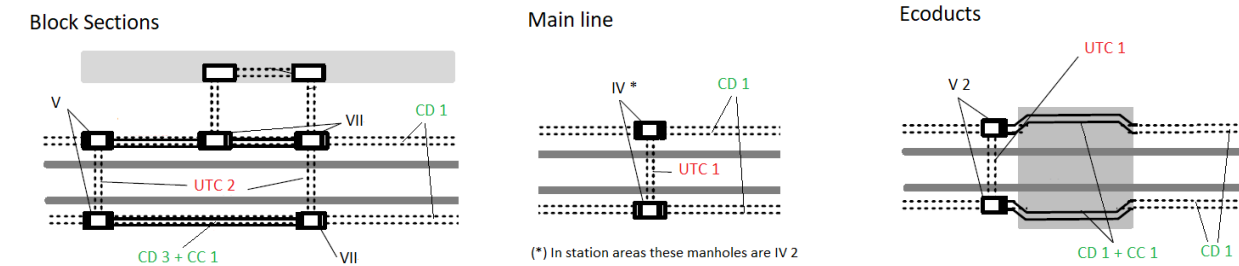 Block Sections
V
VII
CD 1
UTC 2
CD 3 + CC 1
VII
Main line
IV *
CD 1
UTC 1
(*) In station areas these manholes are IV 2
Ecoducts
UTC 1
V 2
CD 1 + CC 1
CD 1